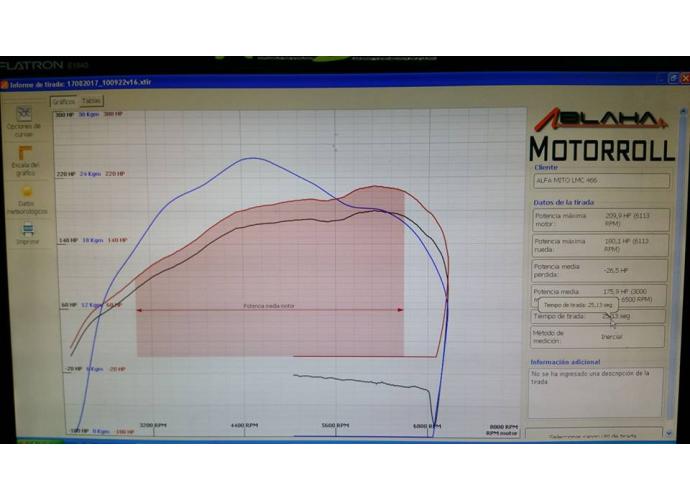 FLATRON
Informe de tirada: 17082017_100922v16.xtir
Gráficos Tablas
Opciones de curvas
Escala del gráfico
Datos meteorológicos
Imprimir
300 HP 30 Kgm 300 HP
220 HP 24 Kgm 220 HP
140 HP 18 Kgm 140 HP
60 HP 12 Kgm 60 HP
-20 HP 6 Kgm -20 HP
-100 HP 0 Kgm -100 HP
Potencia media motor
3200 RPM
4400 RPM
5600 RPM
6800 RPM
8000 RPM
RPM motor
ABLAHA
MOTORROLL
Cliente
ALFA MITO LMC 466
Datos de la tirada
Potencia máxima motor:
209,9 HP (6113 RPM)
Potencia máxima rueda:
180,1 HP (6113 RPM)
Potencia media perdida:
-26,5 HP
Potencia media
175,9 HP (3000
6500 RPM)
Tiempo de tirada: 25,13 seg
Tiempo de tirada:
25,13 seg
Método de medición:
Inercial
Información adicional
No se ha ingresado una descripción de la tirada